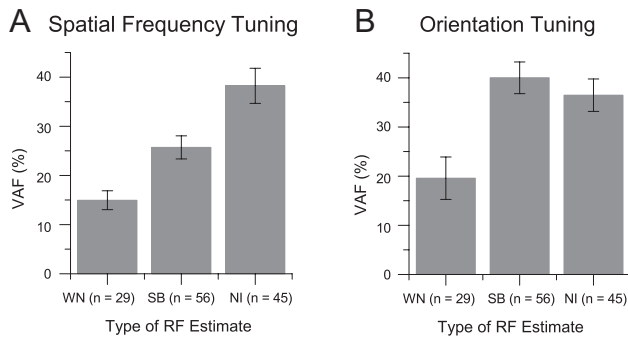 A Spatial Frequency Tuning
VAF (%)
40
30
20
10
0
WN (n = 29) SB (n = 56) NI (n = 45)
Type of RF Estimate
B Orientation Tuning
VAF (%)
40
30
20
10
0
WN (n = 29) SB (n = 56) NI (n = 45)
Type of RF Estimate